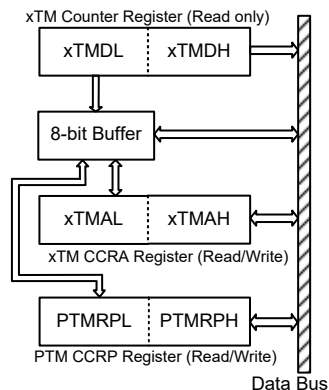 xTM Counter Register (Read only)
xTMDL xTMDH
8-bit Buffer
xTMAL xTMAH
xTM CCRA Register (Read/Write)
PTMRPL PTMRPH
PTM CCRP Register (Read/Write)
Data Bus